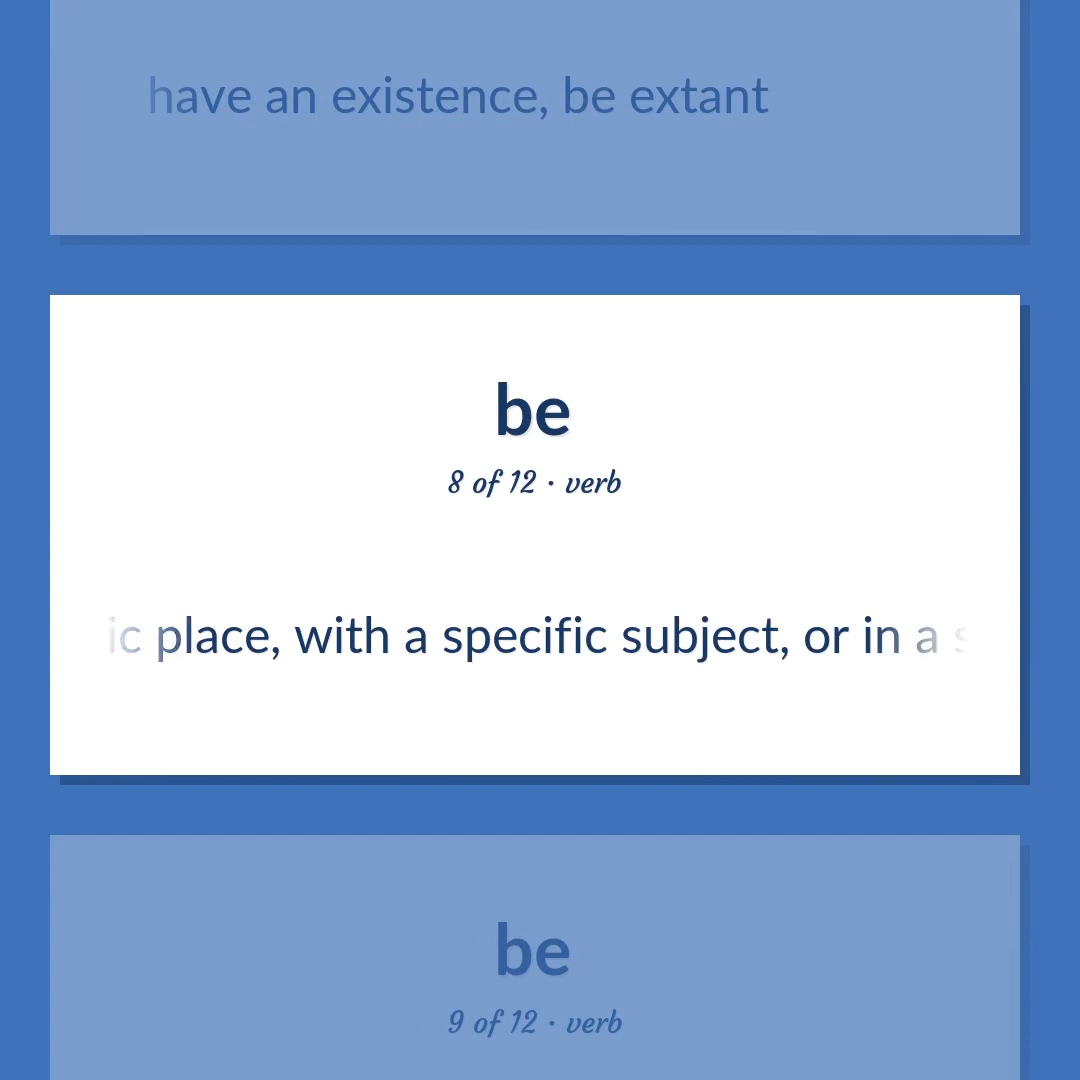 have an existence, be extant
be
8 of 12 · verb
ic place, with a specific subject, or in a s
be
9 of 12 · verb